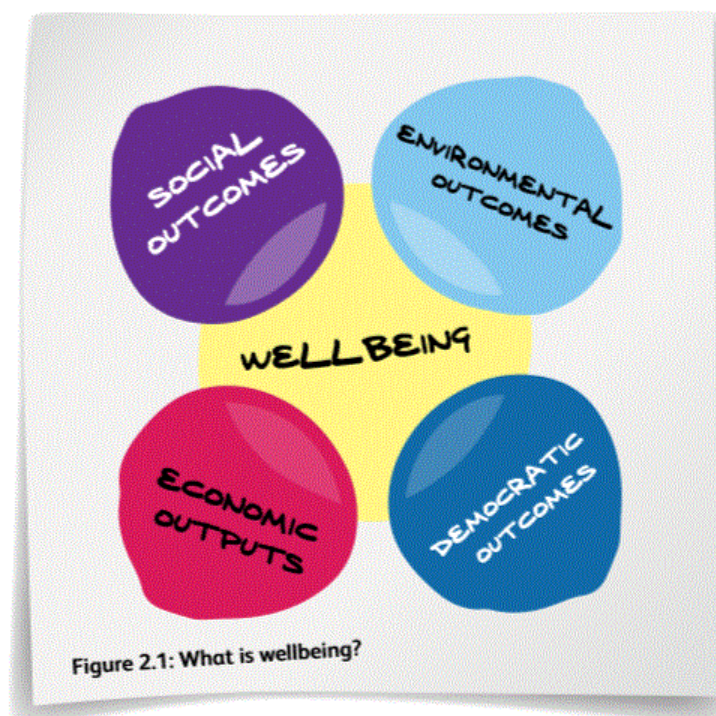 SOCIAL
OUTCOMES
ENVIRONMENTAL
OUTCOMES
WELLBEING
ECONOMIC
OUTPUTS
DEMOCRATIC
OUTCOMES
Figure 2.1: What is wellbeing?